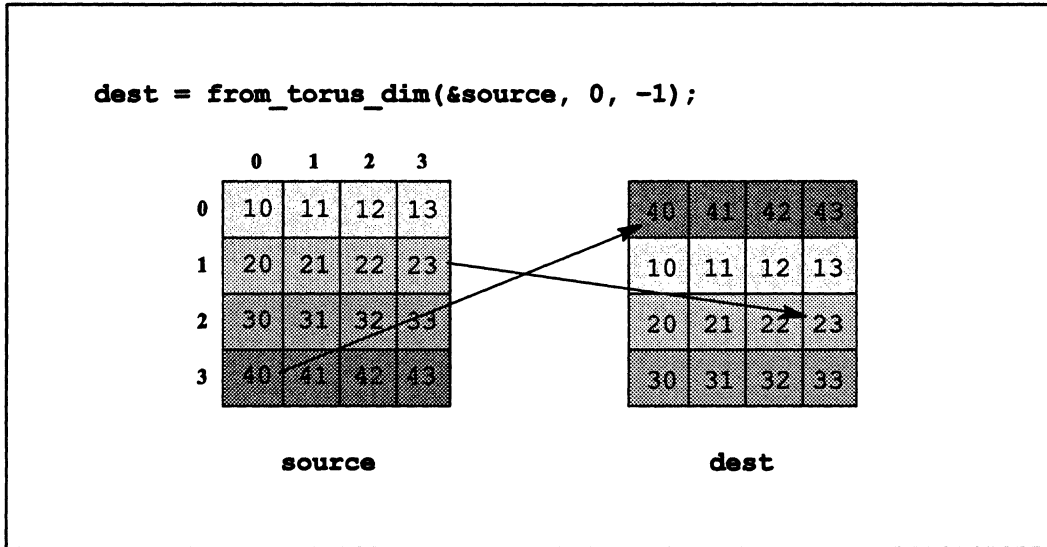 dest = from_torus_dim(&source, 0, -1);
0 1 2 3
0 10 11 12 13
1 20 21 22 23
2 30 31 32 33
3 40 41 42 43
source
40 41 42 43
10 11 12 13
20 21 22 23
30 31 32 33
dest